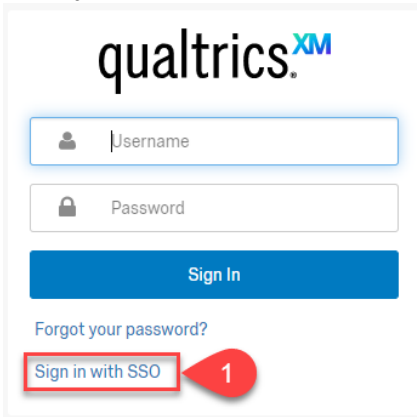 qualtrics.XM
Username
Password
Sign In
Forgot your password?
Sign in with SSO 1